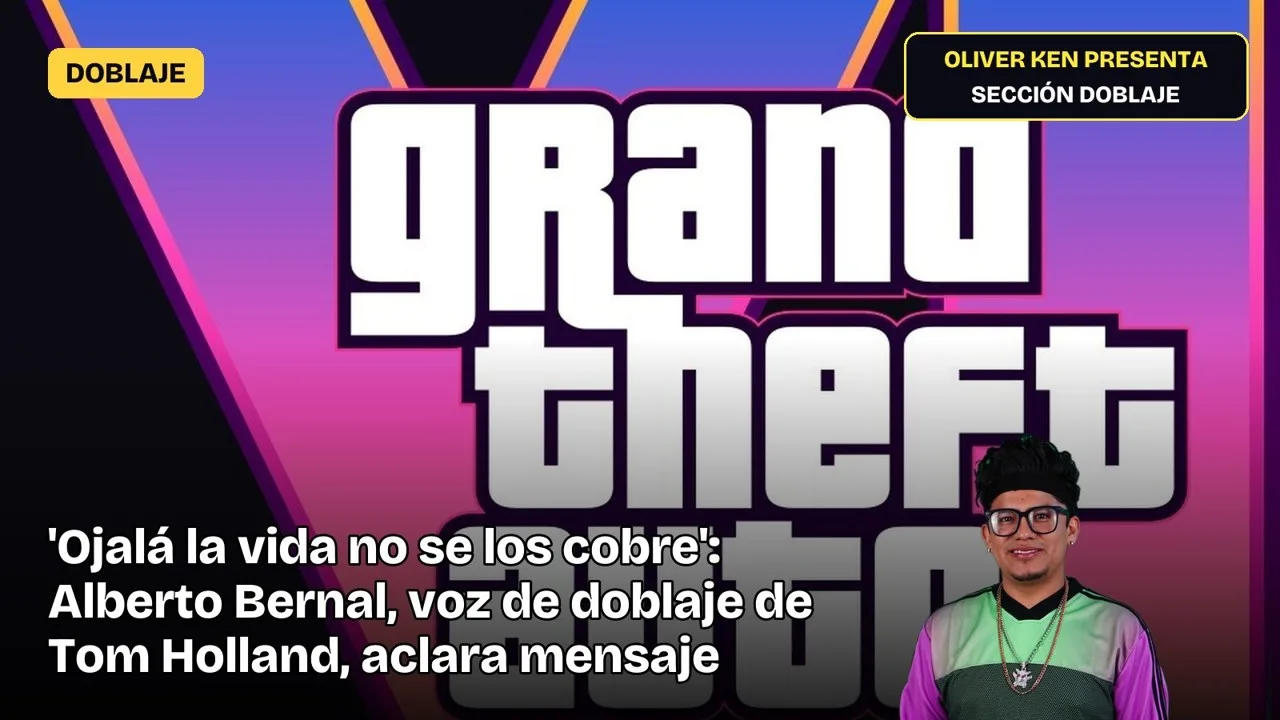 DOBLAJE
OLIVER KEN PRESENTA
SECCIÓN DOBLAJE
grand
theft
auto
'Ojalá la vida no se los cobre':
Alberto Bernal, voz de doblaje de
Tom Holland, aclara mensaje